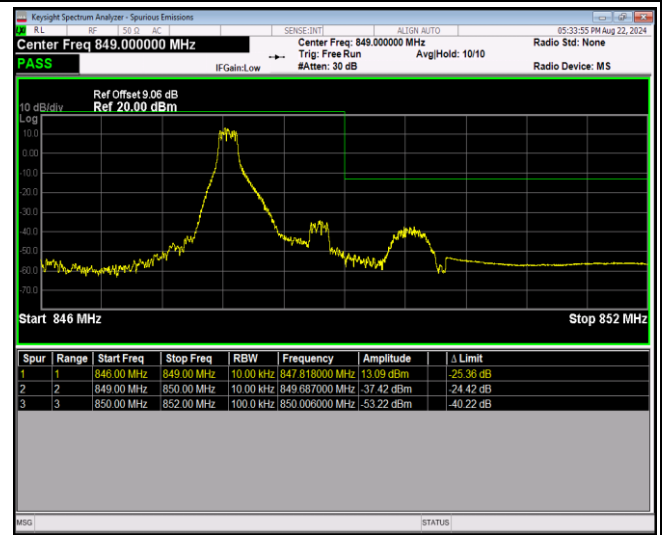 Keysight Spectrum Analyzer - Spurious Emissions
RL RF 50 Ω AC SENSE:INT ALIGN AUTO 05:33:55 PM Aug 22, 2024
Center Freq 849.000000 MHz Center Freq: 849.000000 MHz Radio Std: None
Trig: Free Run Avg|Hold: 10/10
PASS IFGain:Low #Atten: 30 dB Radio Device: MS
Ref Offset 9.06 dB
10 dB/div Ref 20.00 dBm
Log
10.0
0.00
-10.0
-20.0
-30.0
-40.0
-50.0
-60.0
-70.0
Start 846 MHz Stop 852 MHz
Spur Range Start Freq Stop Freq RBW Frequency Amplitude Δ Limit
1 1 846.00 MHz 849.00 MHz 10.00 kHz 847.818000 MHz 13.09 dBm -25.36 dB
2 2 849.00 MHz 850.00 MHz 10.00 kHz 849.687000 MHz -37.42 dBm -24.42 dB
3 3 850.00 MHz 852.00 MHz 100.0 kHz 850.006000 MHz -53.22 dBm -40.22 dB
MSG STATUS